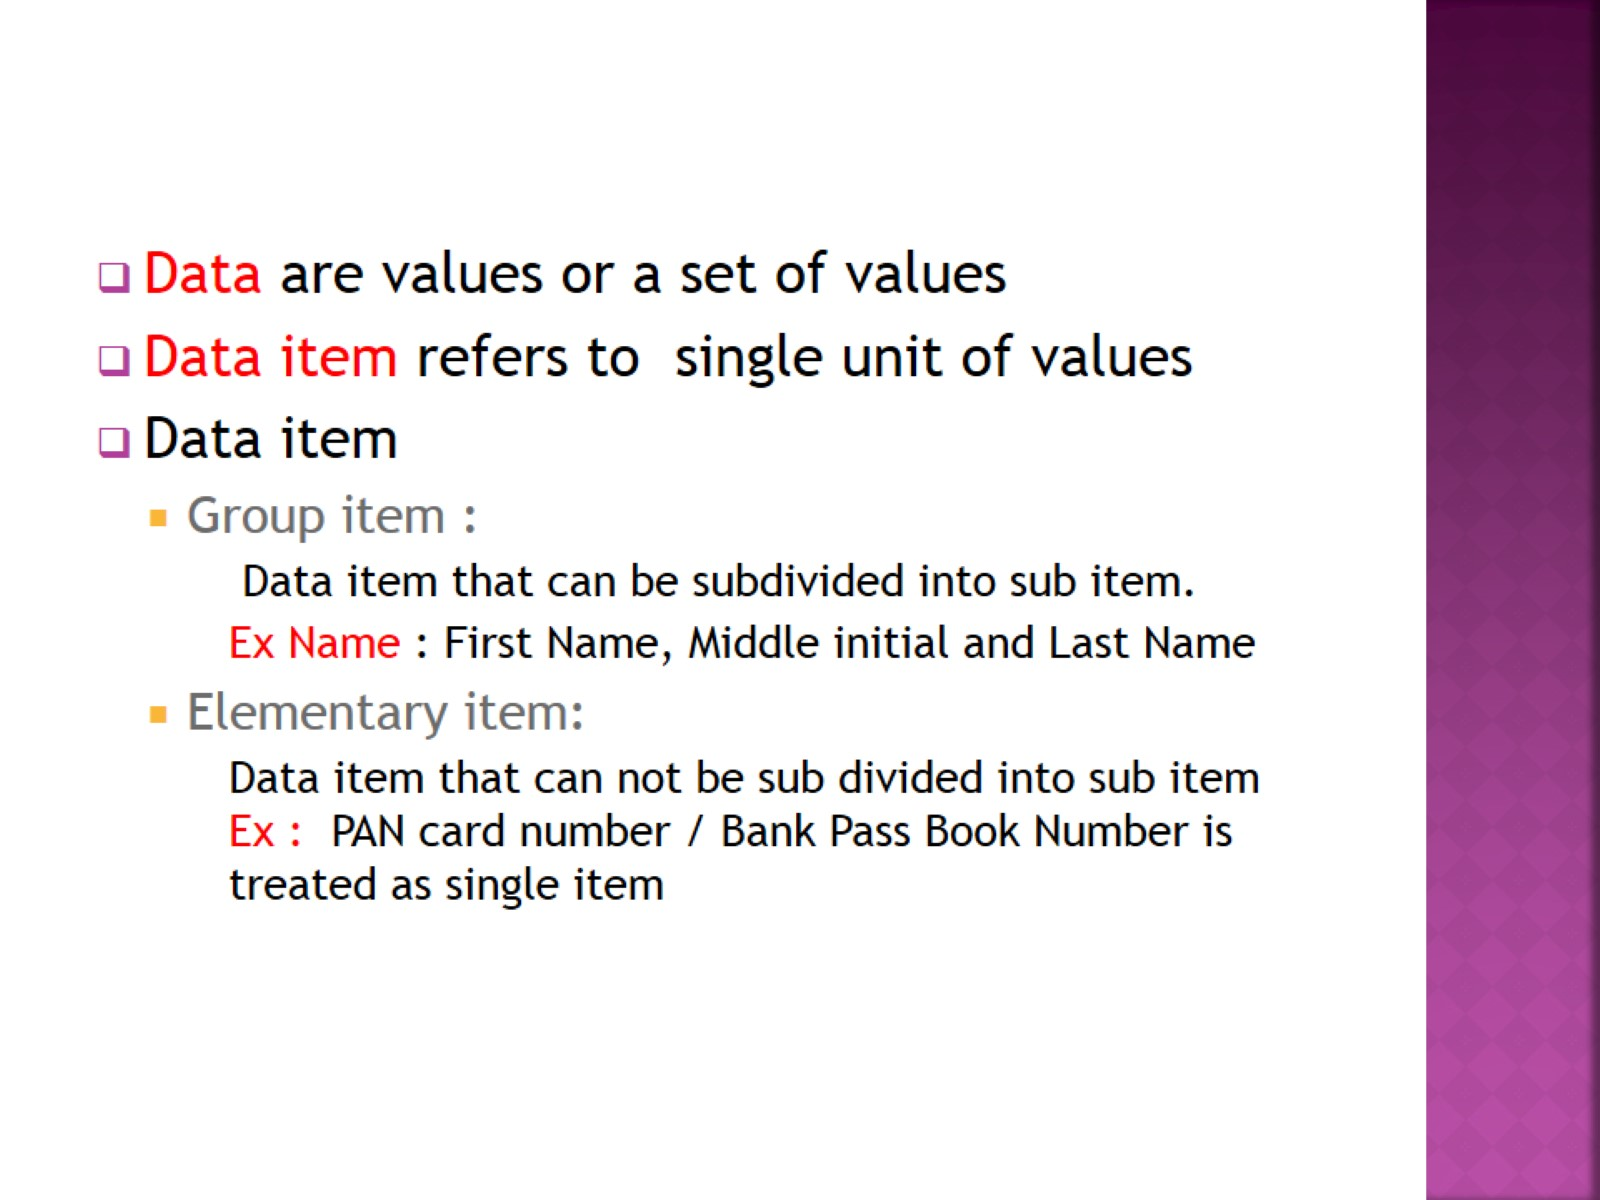 Data are values or a set of values
Data item refers to  single unit of values
Data item
Group item :
Data item that can be subdivided into sub item.
Ex Name : First Name, Middle initial and Last Name
Elementary item:
Data item that can not be sub divided into sub item
Ex :  PAN card number / Bank Pass Book Number is
treated as single item